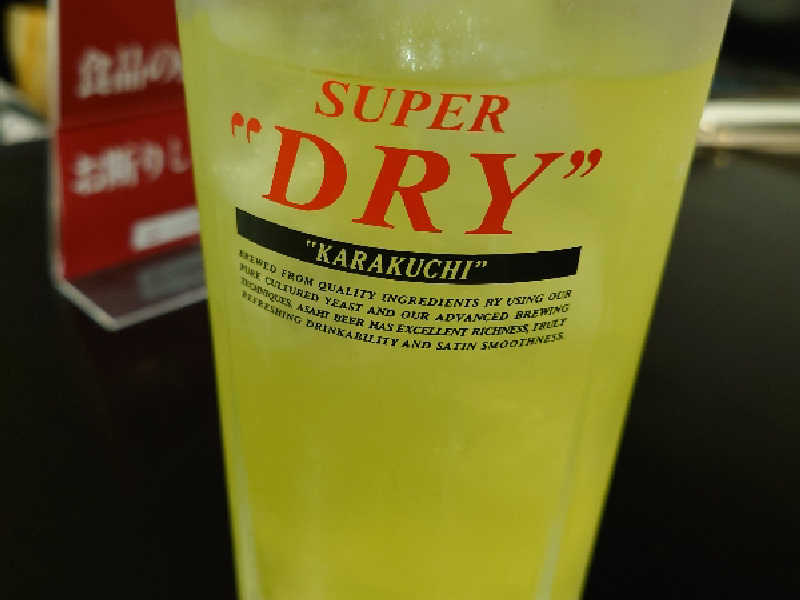 SUPER
"DRY"
"KARAKUCHI"
BREWED FROM QUALITY INGREDIENTS BY USING OUR
PURE CULTURED YEAST AND OUR ADVANCED BREWING
TECHNIQUES. ASAHI BEER HAS EXCELLENT RICHNESS, TRULY
REFRESHING DRINKABILITY AND SATIN SMOOTHNESS.
食品の
お断りし